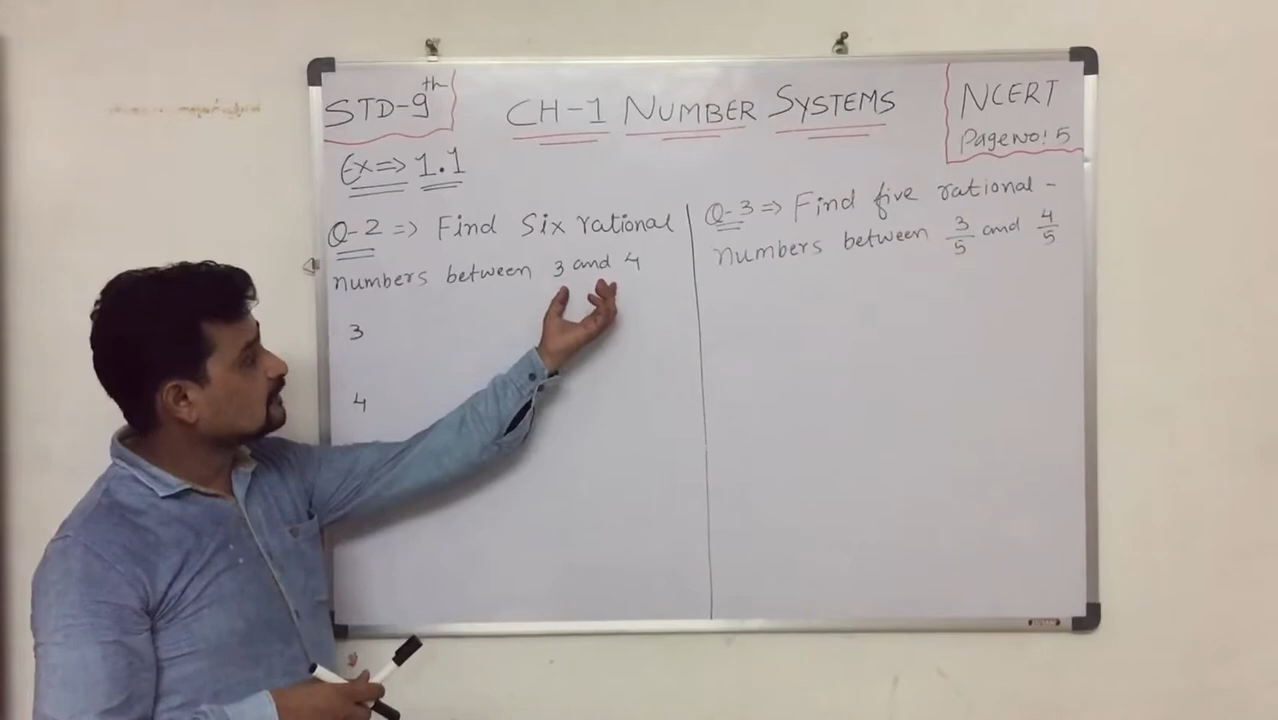 STD-9th
CH-1 NUMBER SYSTEMS
NCERT
Page no! 5
Ex=> 1.1
Q-2 => Find Six rational
numbers between 3 and 4
3
4
Q-3 => Find five rational -
numbers between 3/5 and 4/5